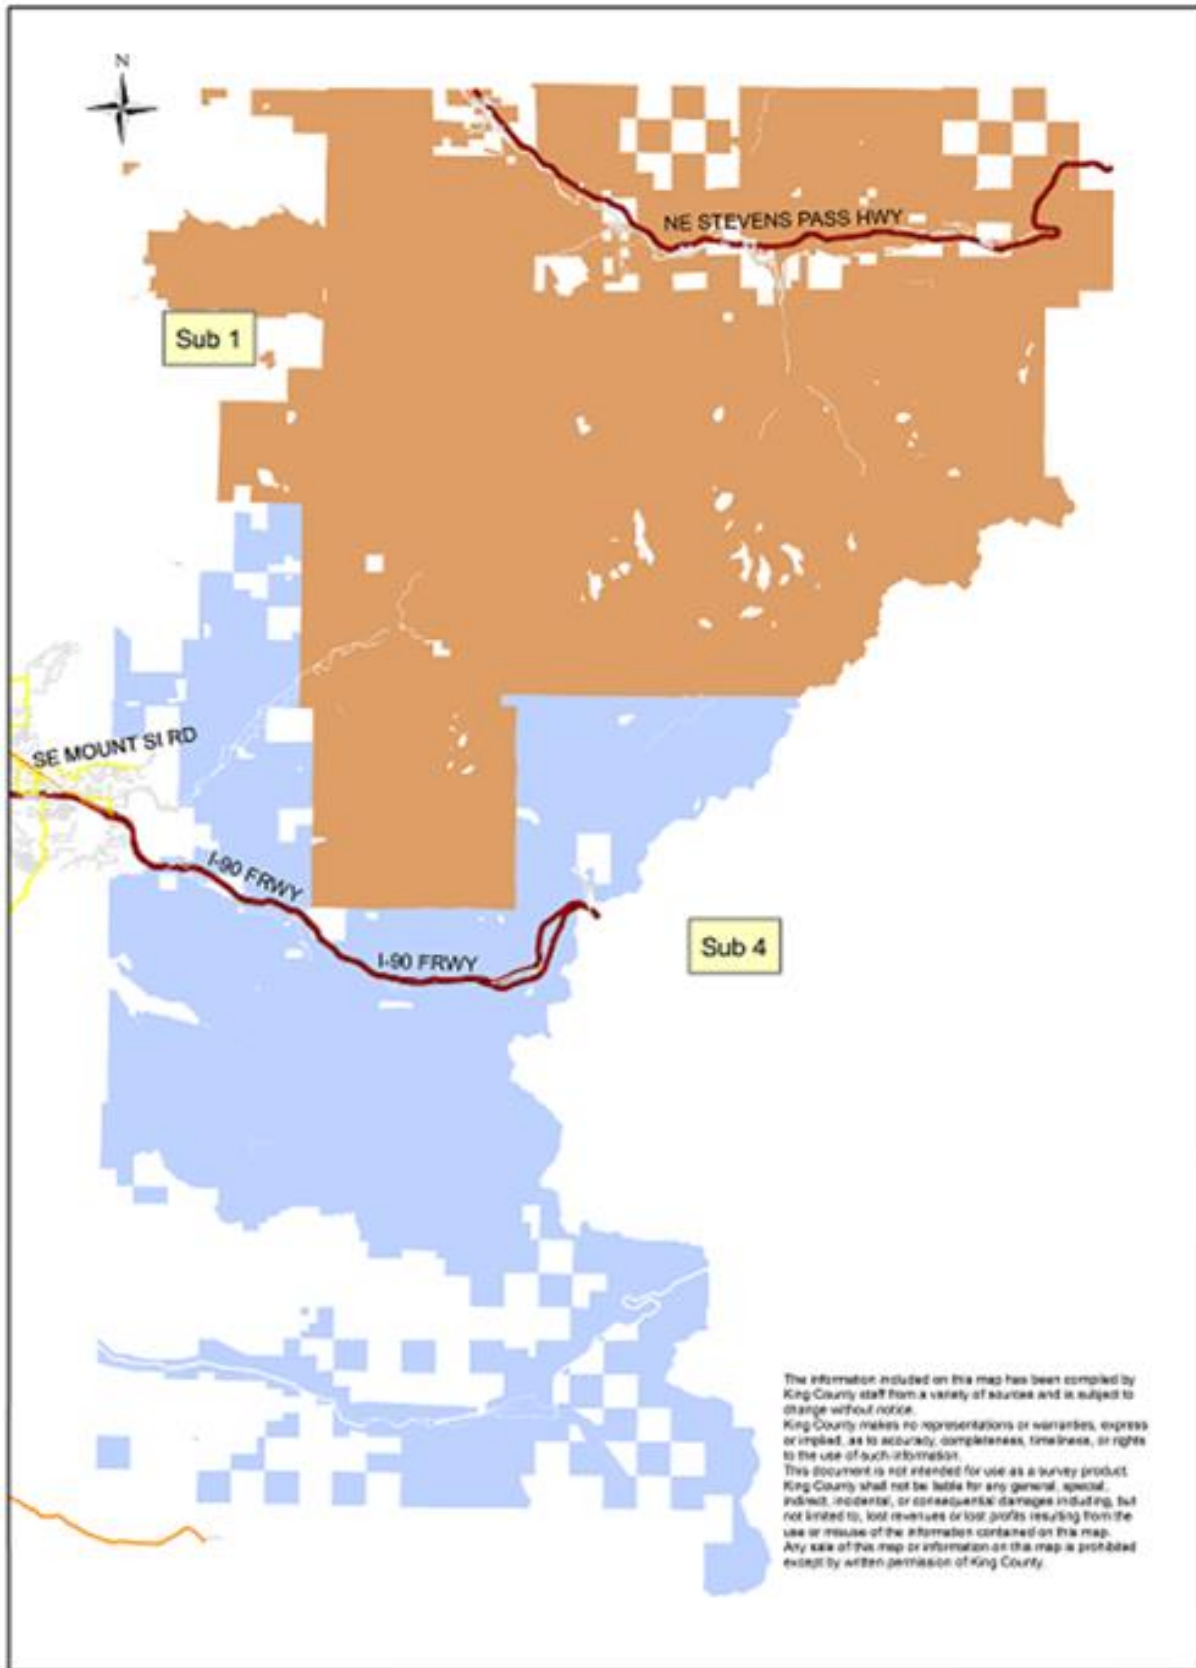 N
NE STEVENS PASS HWY
Sub 1
SE MOUNT SI RD
I-90 FRWY
I-90 FRWY
Sub 4
The information included on this map has been compiled by
King County staff from a variety of sources and is subject to
change without notice.
King County makes no representations or warranties, express
or implied, as to accuracy, completeness, timeliness, or rights
to the use of such information.
This document is not intended for use as a survey product.
King County shall not be liable for any general, special,
indirect, incidental, or consequential damages including, but
not limited to, lost revenues or lost profits resulting from the
use or misuse of the information contained on this map.
Any sale of this map or information on this map is prohibited
except by written permission of King County.